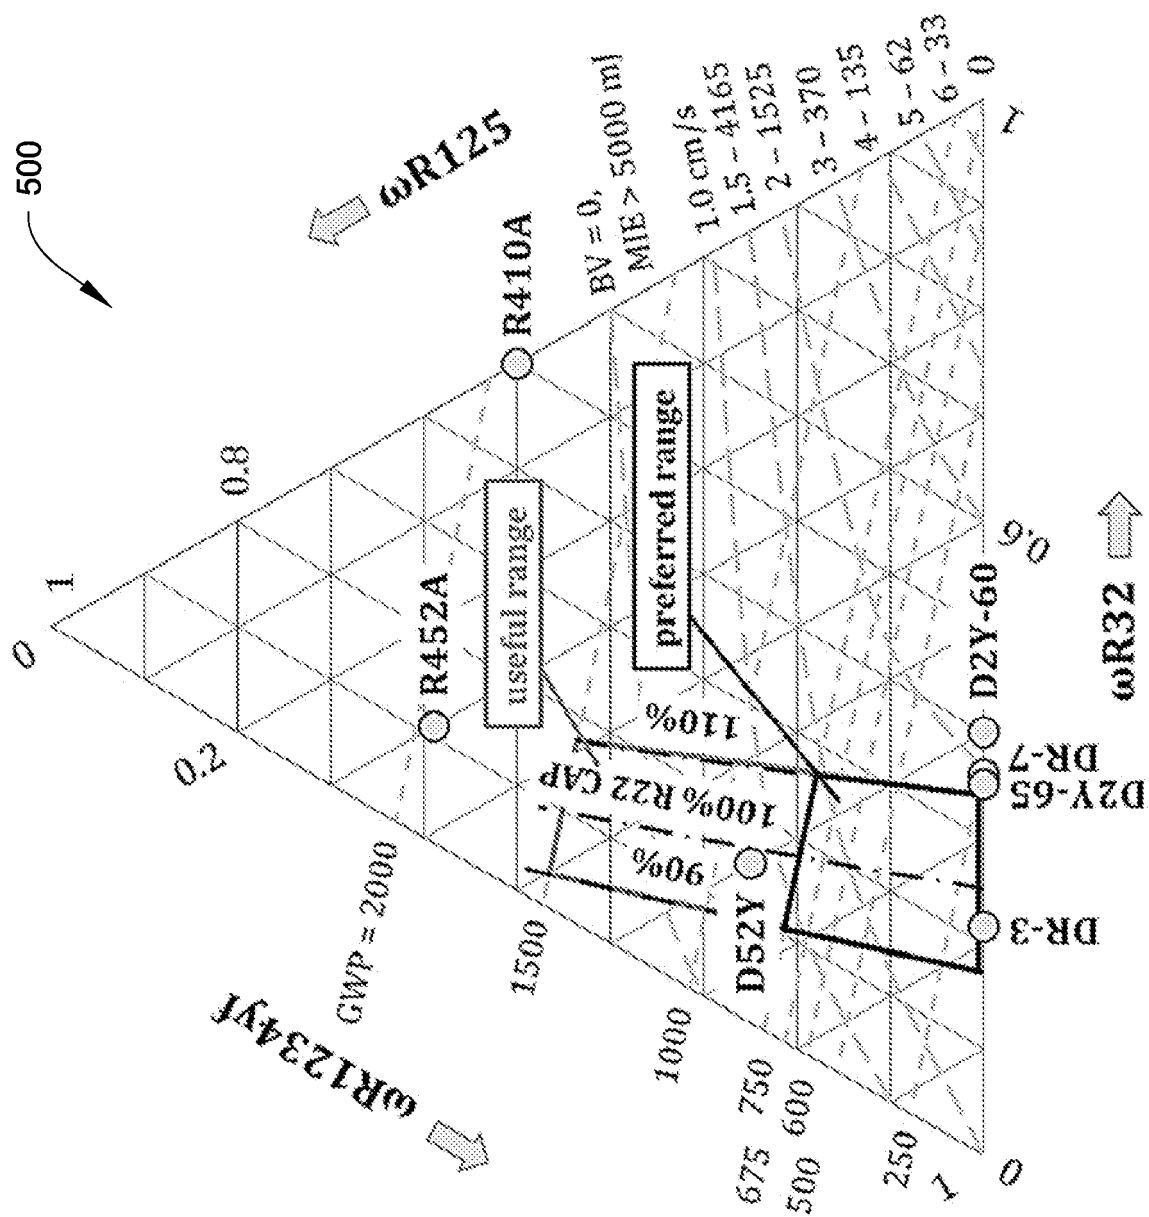 500
ωR125
BV = 0,
MIE > 5000 mJ
1.0 cm/s
1.5 – 4165
2 – 1525
3 – 370
4 – 135
5 – 62
6 – 33
0
1
0
1
0.2
0.8
R410A
R452A
useful range
preferred range
GWP = 2000
1500
1000
675 750
500 600
250
ωR1234yf
110%
100% R22 CAP
90%
D52Y
D2Y-60
DR-7
D2Y-65
DR-3
0.6
ωR32
1
0